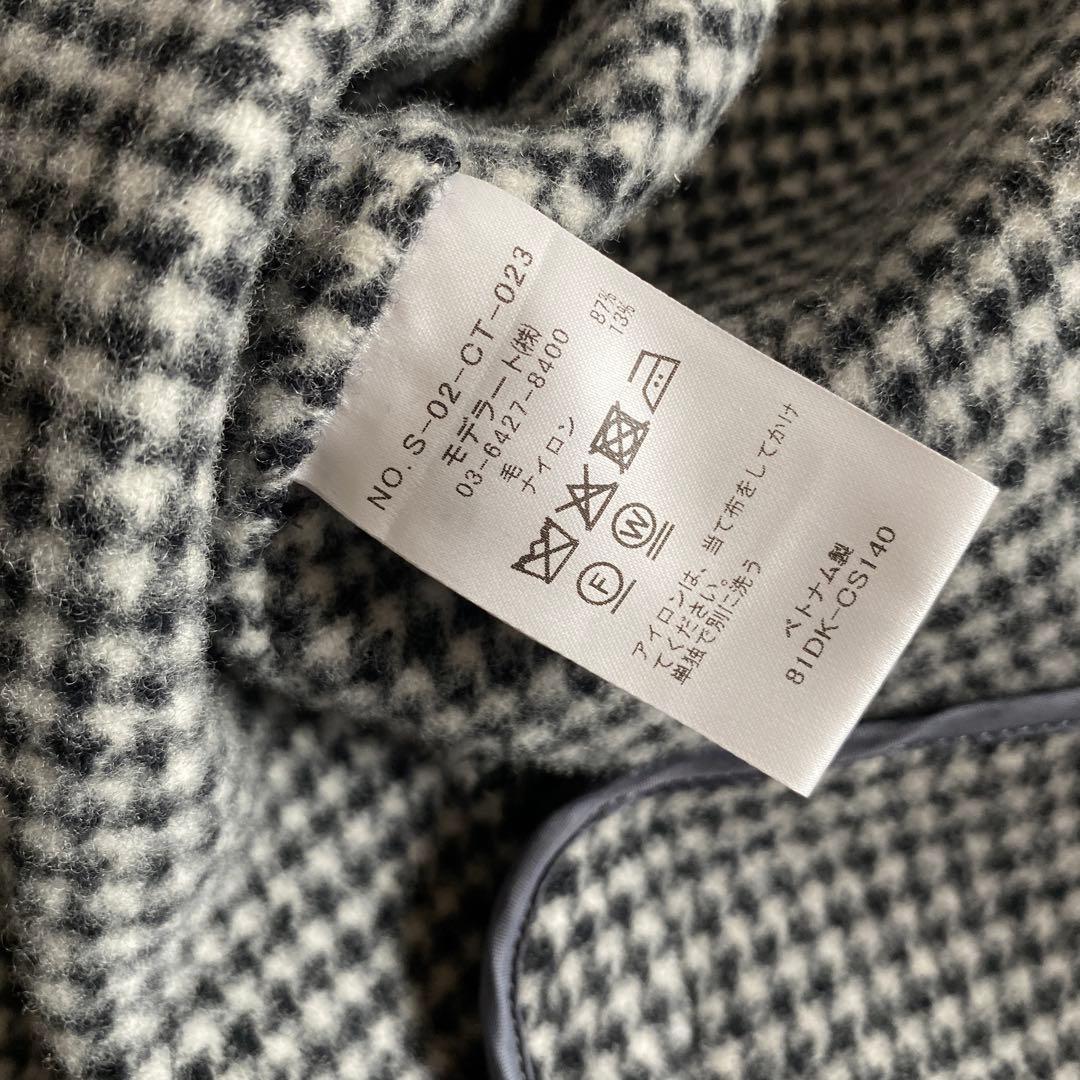 NO.S-02-CT-023
モデラート㈱
03-6427-8400
毛 87%
ナイロン 13%
F
W
アイロンは、当て布をしてかけ
てください。
単独で別に洗う
ベトナム製
81DK-CS140